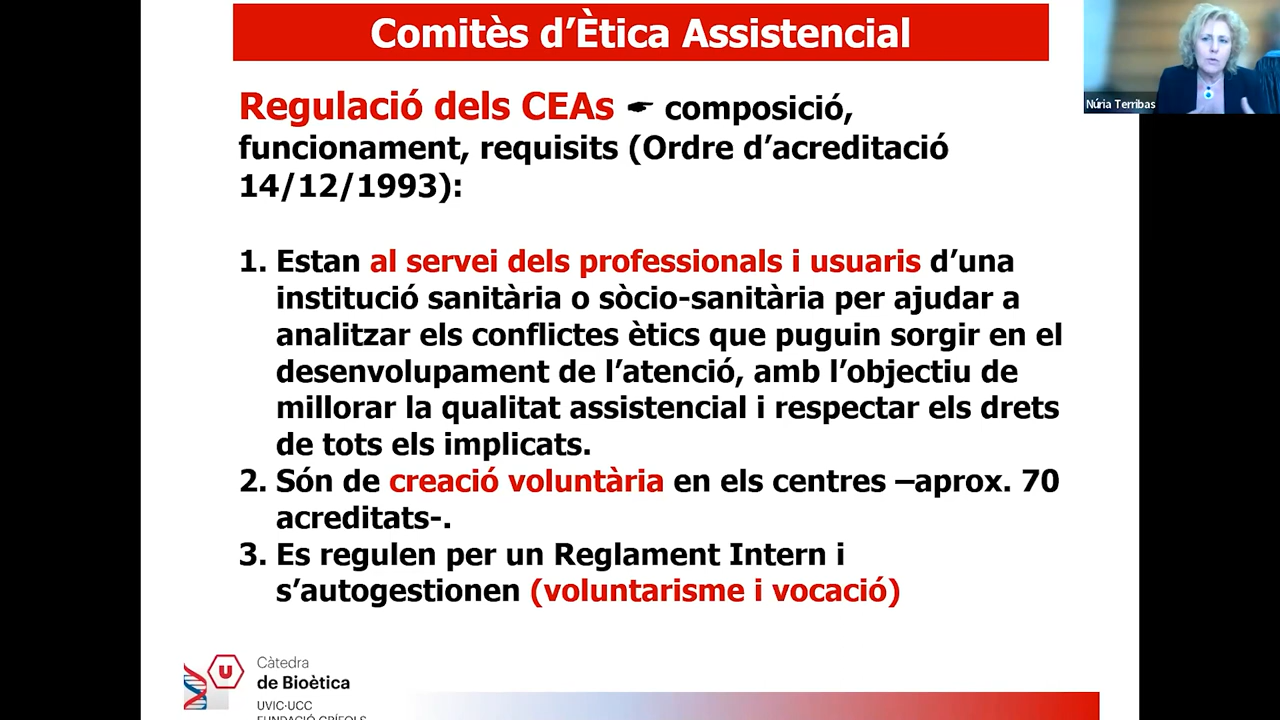 Comitès d’Ètica Assistencial
Núria Terribas
Regulació dels CEAs ☛ composició,
funcionament, requisits (Ordre d’acreditació
14/12/1993):
1. Estan al servei dels professionals i usuaris d’una
institució sanitària o sòcio-sanitària per ajudar a
analitzar els conflictes ètics que puguin sorgir en el
desenvolupament de l’atenció, amb l’objectiu de
millorar la qualitat assistencial i respectar els drets
de tots els implicats.
2. Són de creació voluntària en els centres –aprox. 70
acreditats-.
3. Es regulen per un Reglament Intern i
s’autogestionen (voluntarisme i vocació)
U
Càtedra
de Bioètica
UVIC·UCC
FUNDACIÓ GRÍFOLS